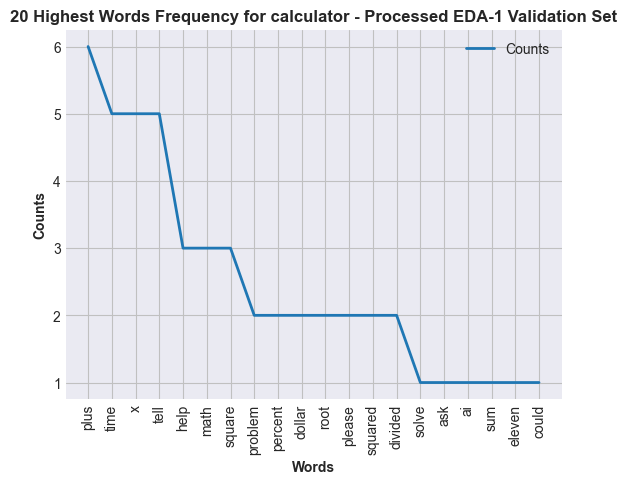 20 Highest Words Frequency for calculator - Processed EDA-1 Validation Set
Counts
6
5
4
3
2
1
Counts
plus
time
x
tell
help
math
square
problem
percent
dollar
root
please
squared
divided
solve
ask
ai
sum
eleven
could
Words